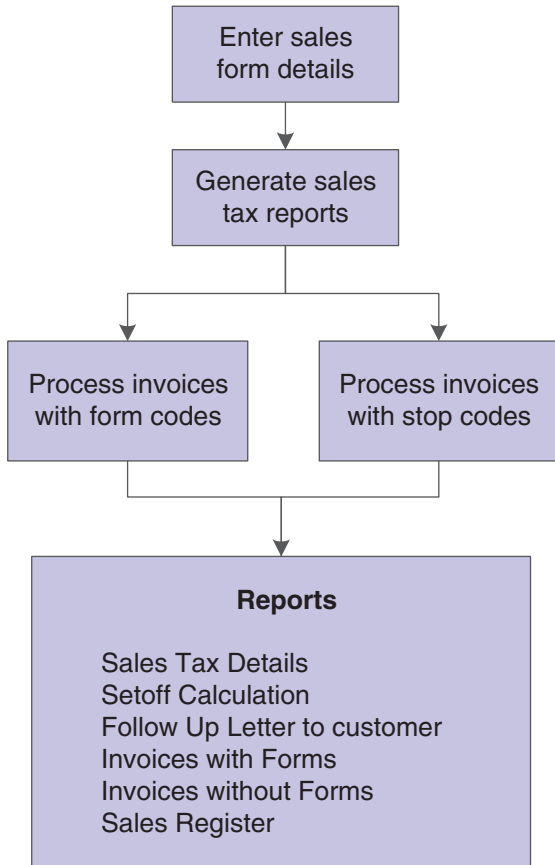 Enter sales
form details
Generate sales
tax reports
Process invoices
with form codes
Process invoices
with stop codes
Reports
Sales Tax Details
Setoff Calculation
Follow Up Letter to customer
Invoices with Forms
Invoices without Forms
Sales Register